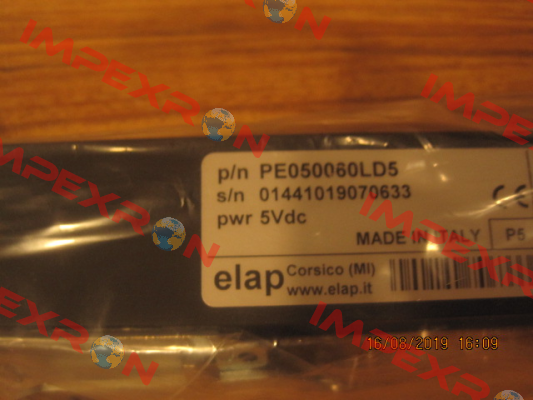 IMPEXRON
IMPEXRON
p/n PE050060LD5
s/n 01441019070633
pwr 5Vdc
CE
MADE IN ITALY
P5
elap
Corsico (MI)
www.elap.it
IMPEXRON
16/08/2019 16:09
IMPEXRON